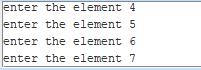 enter the element 4
enter the element 5
enter the element 6
enter the element 7